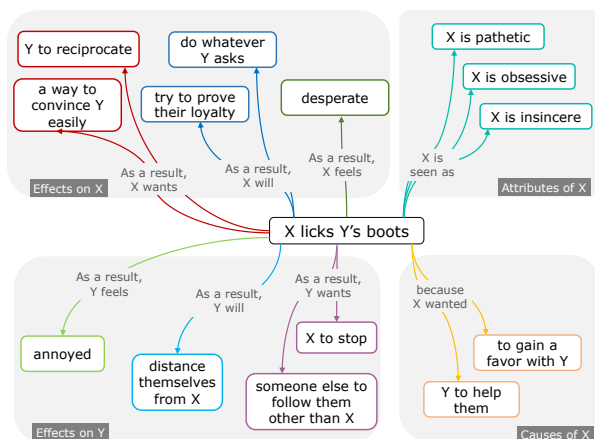 Y to reciprocate
a way to
convince Y
easily
do whatever
Y asks
try to prove
their loyalty
desperate
As a result,
X wants
As a result,
X will
As a result,
X feels
Effects on X
X is pathetic
X is obsessive
X is insincere
X is
seen as
Attributes of X
X licks Y's boots
As a result,
Y feels
As a result,
Y will
As a result,
Y wants
annoyed
distance
themselves
from X
X to stop
someone else to
follow them
other than X
Effects on Y
because
X wanted
to gain a
favor with Y
Y to help
them
Causes of X